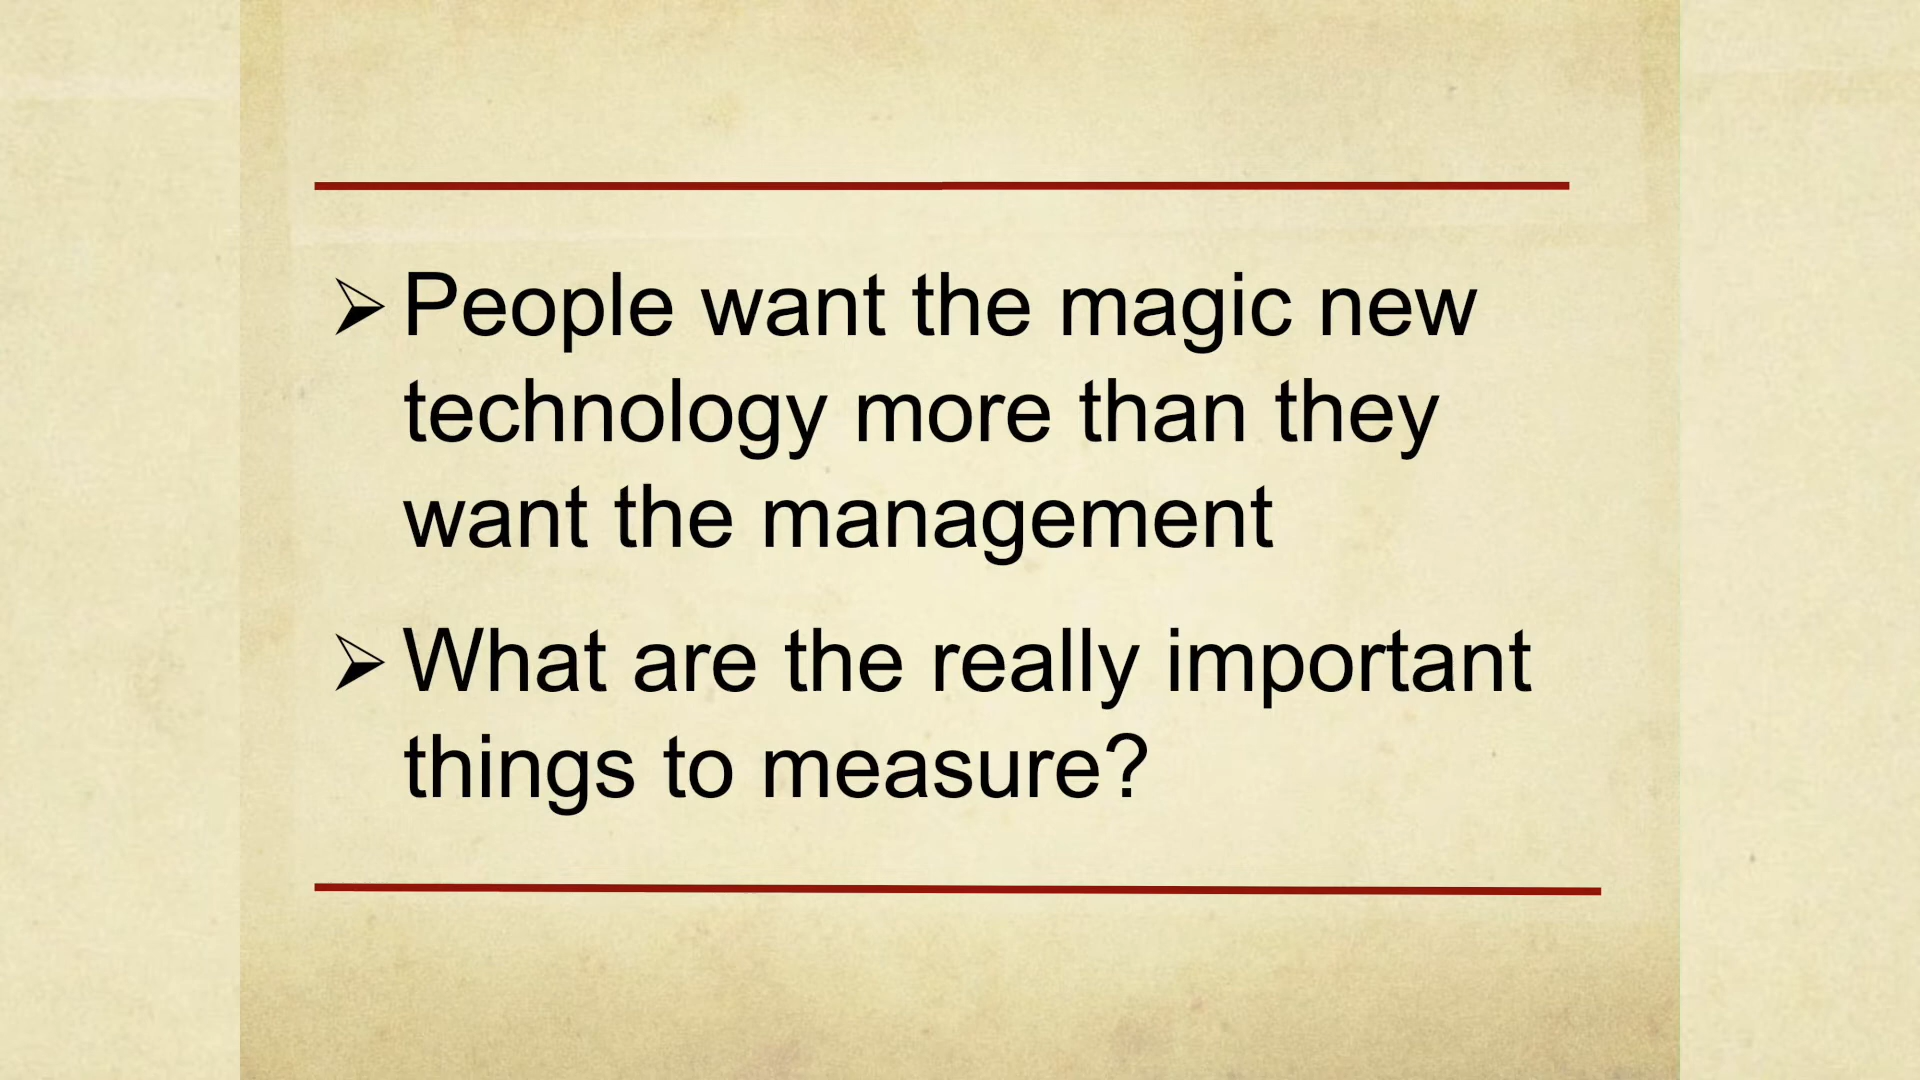 ➢ People want the magic new
technology more than they
want the management
➢ What are the really important
things to measure?